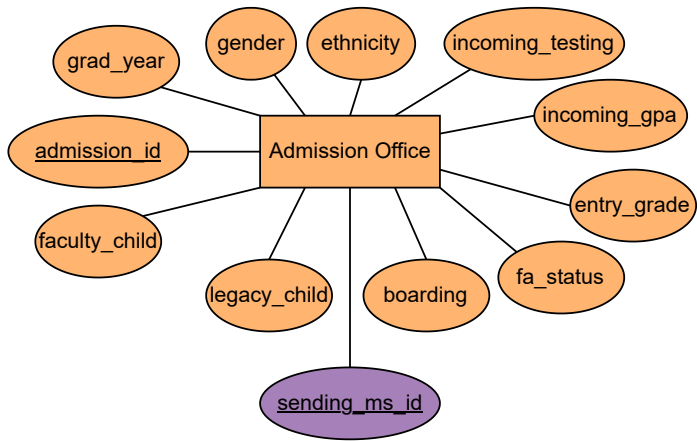 gender
ethnicity
incoming_testing
grad_year
incoming_gpa
admission_id
Admission Office
entry_grade
faculty_child
fa_status
legacy_child
boarding
sending_ms_id